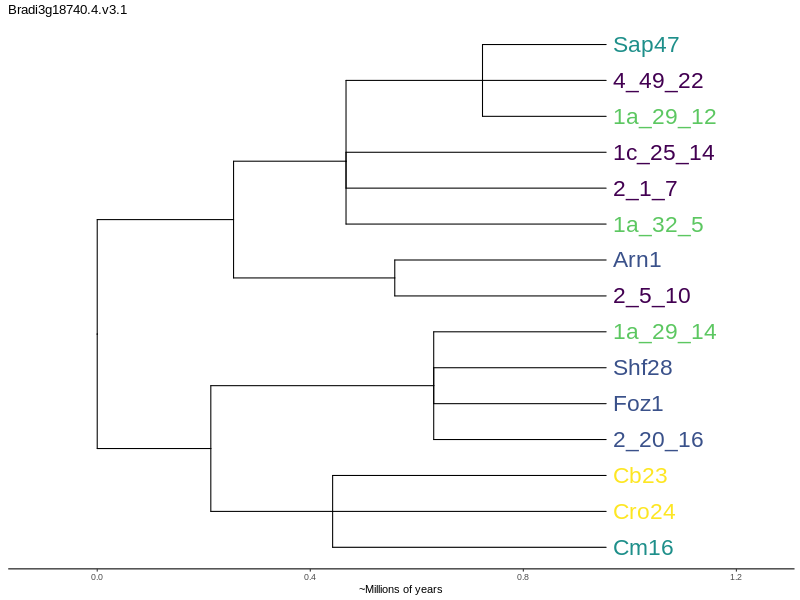 Bradi3g18740.4.v3.1
Sap47
4_49_22
1a_29_12
1c_25_14
2_1_7
1a_32_5
Arn1
2_5_10
1a_29_14
Shf28
Foz1
2_20_16
Cb23
Cro24
Cm16
0.0 0.4 0.8 1.2
~Millions of years